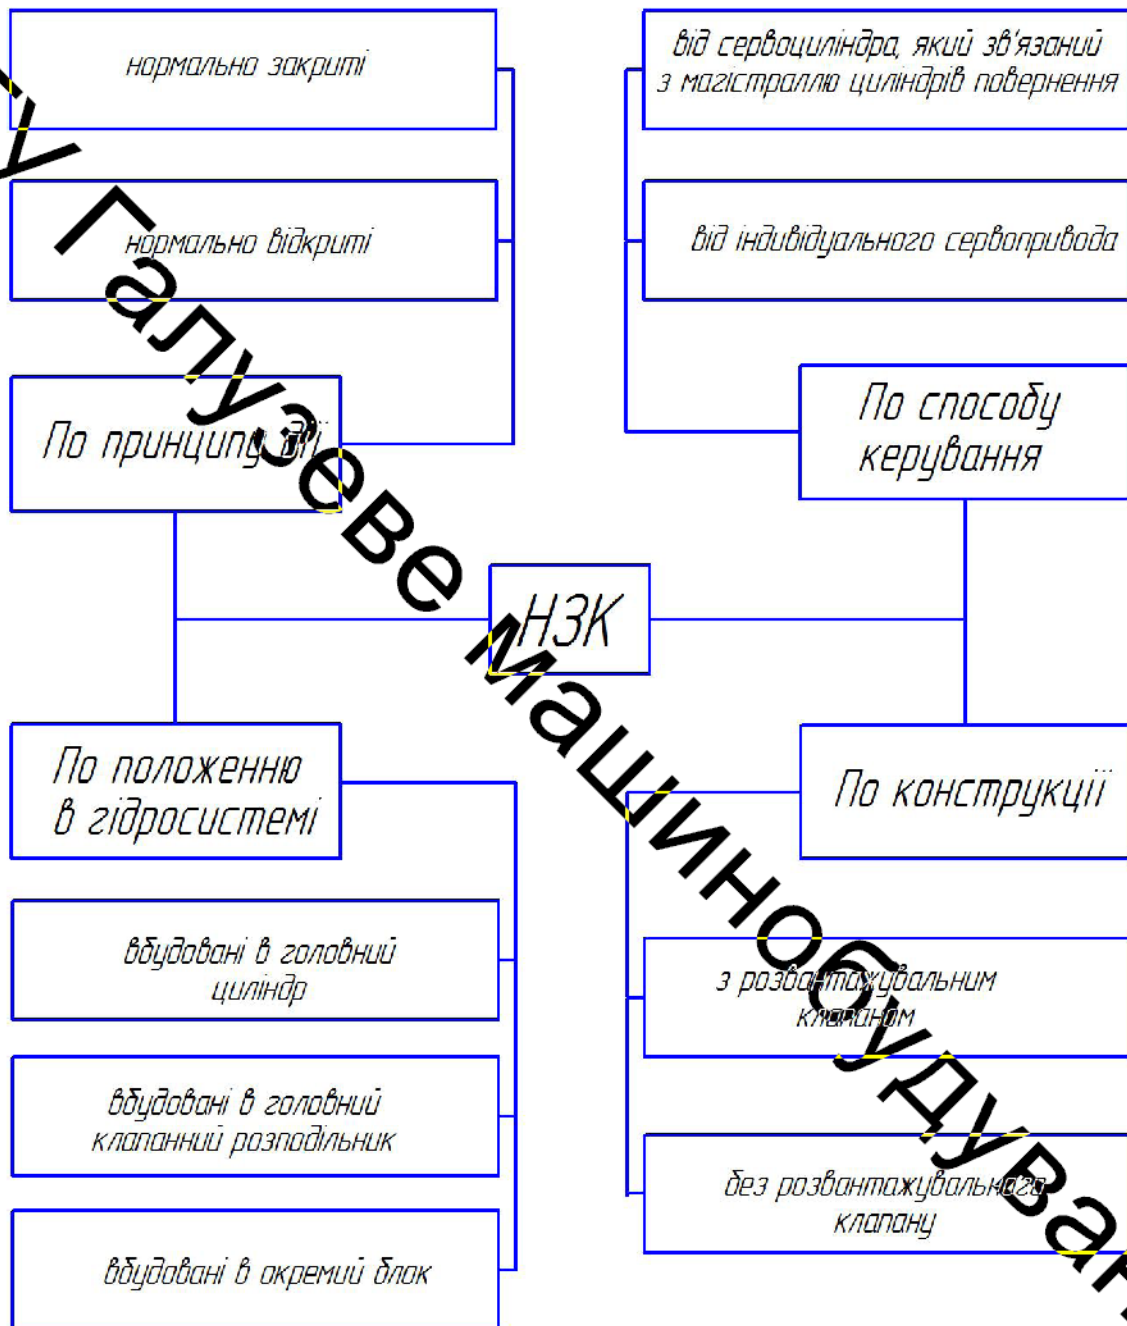 нормально закриті
нормально відкриті
По принципу дії
від сервоциліндра, який зв'язаний
з магістраллю циліндрів повернення
від індивідуального сервопривода
По способу
керування
НЗК
По положенню
в гідросистемі
вбудовані в головний
циліндр
вбудовані в головний
клапанний розподільник
вбудовані в окремий блок
По конструкції
з розвантажувальним
клапаном
без розвантажувального
клапану
Галузеве